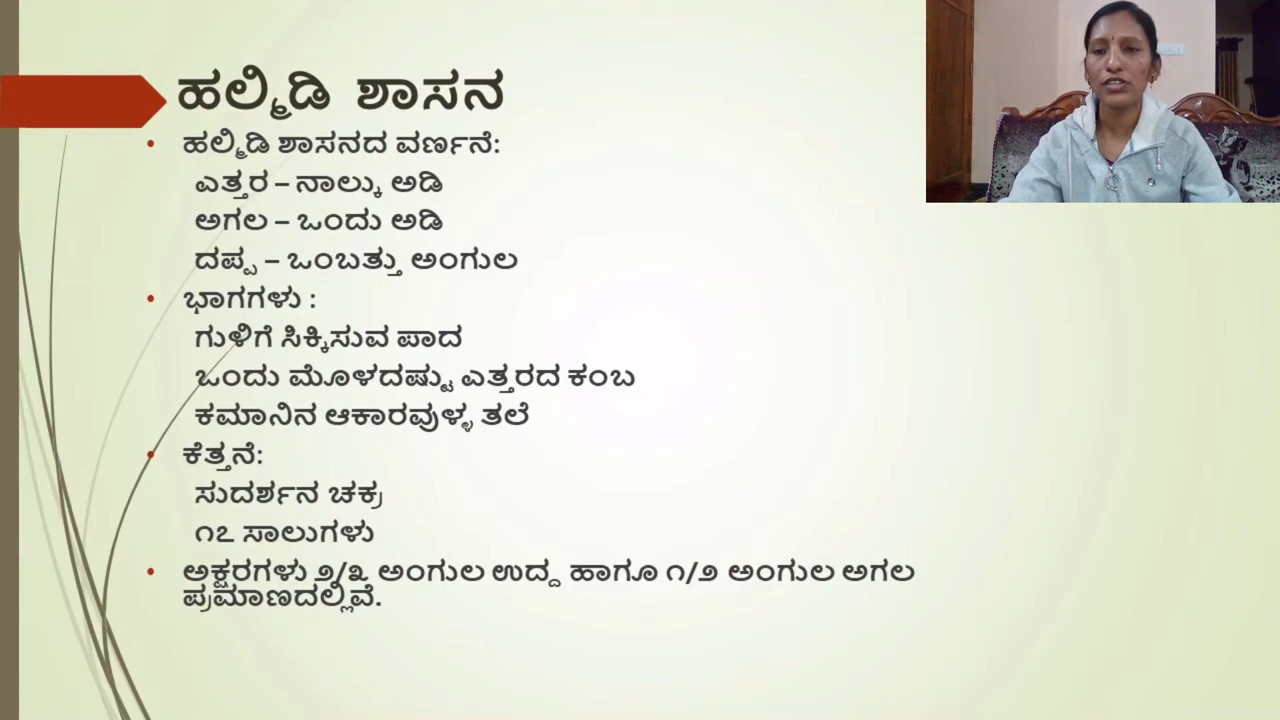 ಹಲ್ಮಿಡಿ ಶಾಸನ
• ಹಲ್ಮಿಡಿ ಶಾಸನದ ವರ್ಣನೆ:
ಎತ್ತರ – ನಾಲ್ಕು ಅಡಿ
ಅಗಲ – ಒಂದು ಅಡಿ
ದಪ್ಪ – ಒಂಬತ್ತು ಅಂಗುಲ
• ಭಾಗಗಳು :
ಗುಳಿಗೆ ಸಿಕ್ಕಿಸುವ ಪಾದ
ಒಂದು ಮೊಳದಷ್ಟು ಎತ್ತರದ ಕಂಬ
ಕಮಾನಿನ ಆಕಾರವುಳ್ಳ ತಲೆ
• ಕೆತ್ತನೆ:
ಸುದರ್ಶನ ಚಕ್ರ
೧೭ ಸಾಲುಗಳು
• ಅಕ್ಷರಗಳು ೨/೩ ಅಂಗುಲ ಉದ್ದ ಹಾಗೂ ೧/೨ ಅಂಗುಲ ಅಗಲ
ಪ್ರಮಾಣದಲ್ಲಿವೆ.